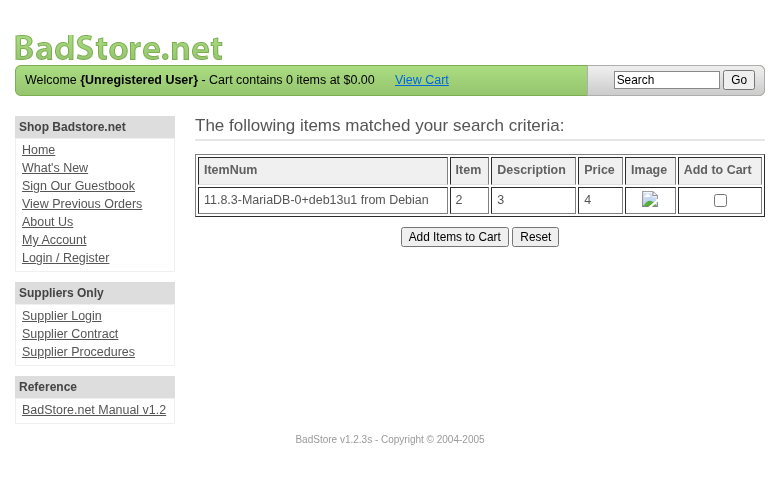 BadStore.net
Welcome {Unregistered User} - Cart contains 0 items at $0.00 View Cart Search Go
Shop Badstore.net
Home
What's New
Sign Our Guestbook
View Previous Orders
About Us
My Account
Login / Register
Suppliers Only
Supplier Login
Supplier Contract
Supplier Procedures
Reference
BadStore.net Manual v1.2
The following items matched your search criteria:
ItemNum Item Description Price Image Add to Cart
11.8.3-MariaDB-0+deb13u1 from Debian 2 3 4
Add Items to Cart Reset
BadStore v1.2.3s - Copyright © 2004-2005